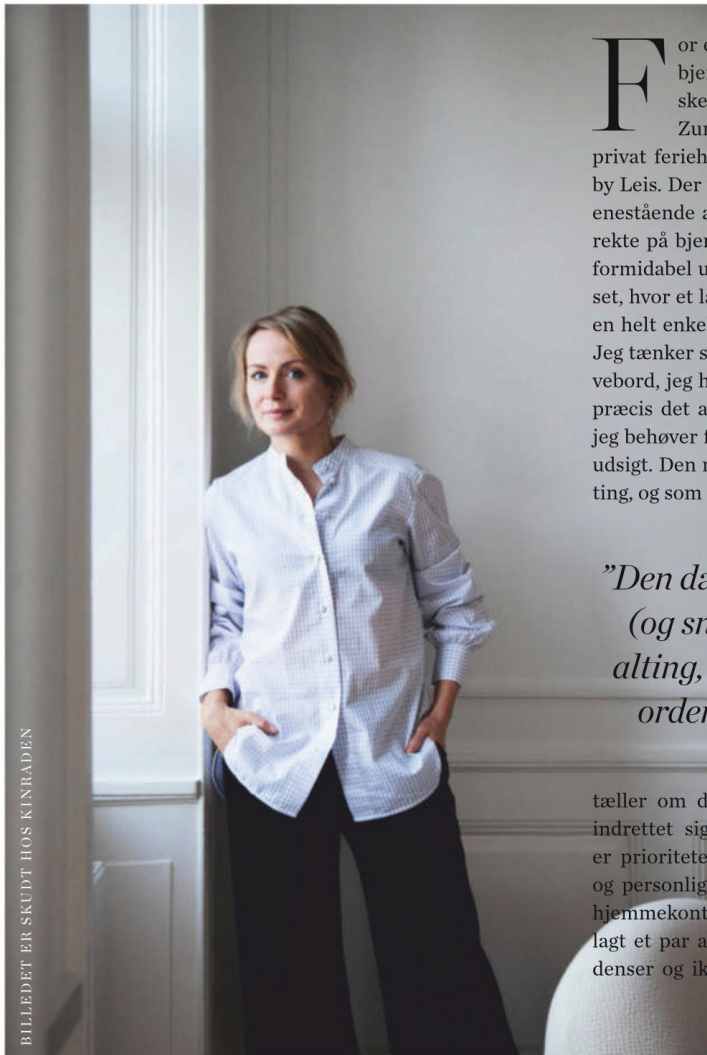 For e
bje
ske
Zur
privat ferieh
by Leis. Der
enestående a
rekte på bjer
formidabel u
set, hvor et la
en helt enke
Jeg tænker s
vebord, jeg h
præcis det a
jeg behøver f
udsigt. Den n
ting, og som
”Den da
(og sn
alting,
orden
tæller om d
indrettet sig
er prioritete
og personlig
hjemmekont
lagt et par a
denser og ik
BILLEDET ER SKUDT HOS KINRADEN